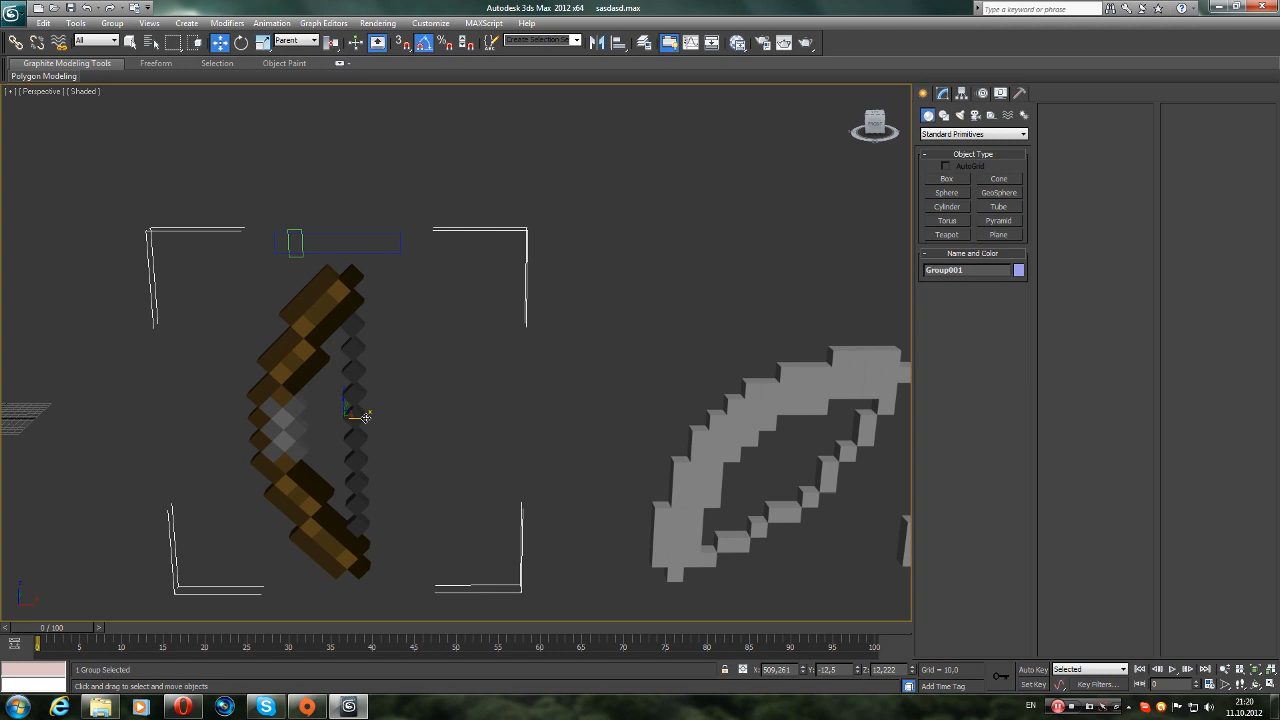 Autodesk 3ds Max 2012 x64    sasdasd.max
Type a keyword or phrase
Edit Tools Group Views Create Modifiers Animation Graph Editors Rendering Customize MAXScript Help
All
Parent
Create Selection Se
Graphite Modeling Tools Freeform Selection Object Paint
Polygon Modeling
[ + ] [ Perspective ] [ Shaded ]
FRONT
Standard Primitives
- Object Type
AutoGrid
Box Cone
Sphere GeoSphere
Cylinder Tube
Torus Pyramid
Teapot Plane
- Name and Color
Group001
0 / 100
0 5 10 15 20 25 30 35 40 45 50 55 60 65 70 75 80 85 90 95 100
1 Group Selected
X: 509,261 Y: -12,5 Z: 12,222 Grid = 10,0
Auto Key Selected
Click and drag to select and move objects
Add Time Tag
Set Key Key Filters... 0
EN
21:20
11.10.2012